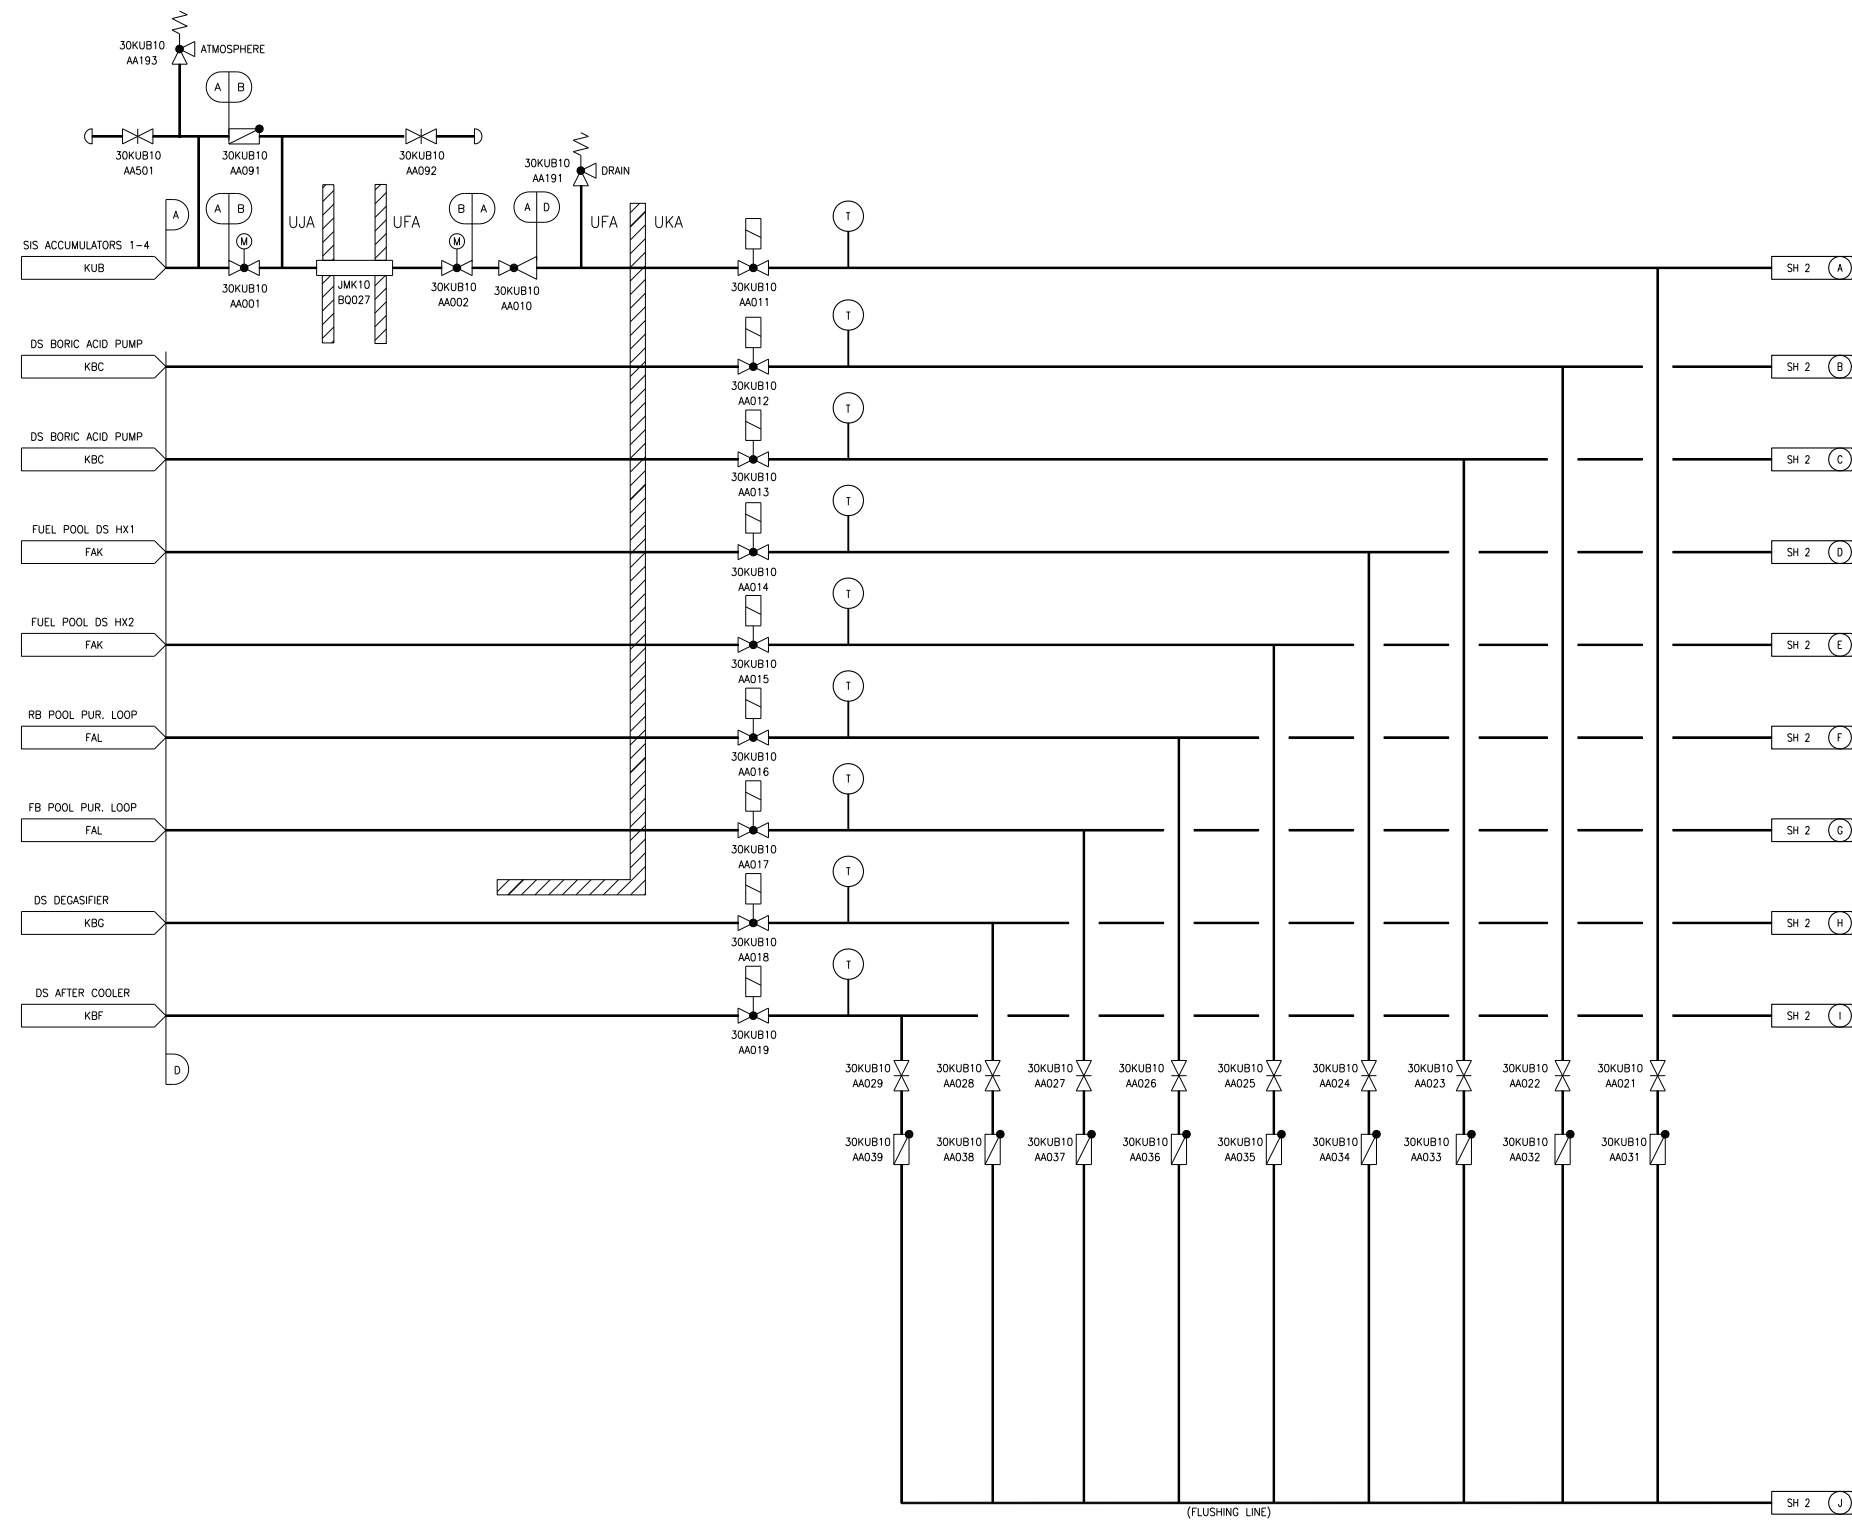 30KUB10
AA193
ATMOSPHERE
A B
30KUB10
AA501
30KUB10
AA091
30KUB10
AA092
30KUB10
AA191
DRAIN
A
A B
M
UJA
UFA
B A
M
A D
UFA
UKA
T
SIS ACCUMULATORS 1-4
KUB
30KUB10
AA001
JMK10
BQ027
30KUB10
AA002
30KUB10
AA010
30KUB10
AA011
SH 2 A
T
DS BORIC ACID PUMP
KBC
30KUB10
AA012
SH 2 B
T
DS BORIC ACID PUMP
KBC
30KUB10
AA013
SH 2 C
T
FUEL POOL DS HX1
FAK
30KUB10
AA014
SH 2 D
T
FUEL POOL DS HX2
FAK
30KUB10
AA015
SH 2 E
T
RB POOL PUR. LOOP
FAL
30KUB10
AA016
SH 2 F
T
FB POOL PUR. LOOP
FAL
30KUB10
AA017
SH 2 G
T
DS DEGASIFIER
KBG
30KUB10
AA018
SH 2 H
T
DS AFTER COOLER
KBF
30KUB10
AA019
SH 2 I
D
30KUB10
AA029
30KUB10
AA028
30KUB10
AA027
30KUB10
AA026
30KUB10
AA025
30KUB10
AA024
30KUB10
AA023
30KUB10
AA022
30KUB10
AA021
30KUB10
AA039
30KUB10
AA038
30KUB10
AA037
30KUB10
AA036
30KUB10
AA035
30KUB10
AA034
30KUB10
AA033
30KUB10
AA032
30KUB10
AA031
(FLUSHING LINE)
SH 2 J